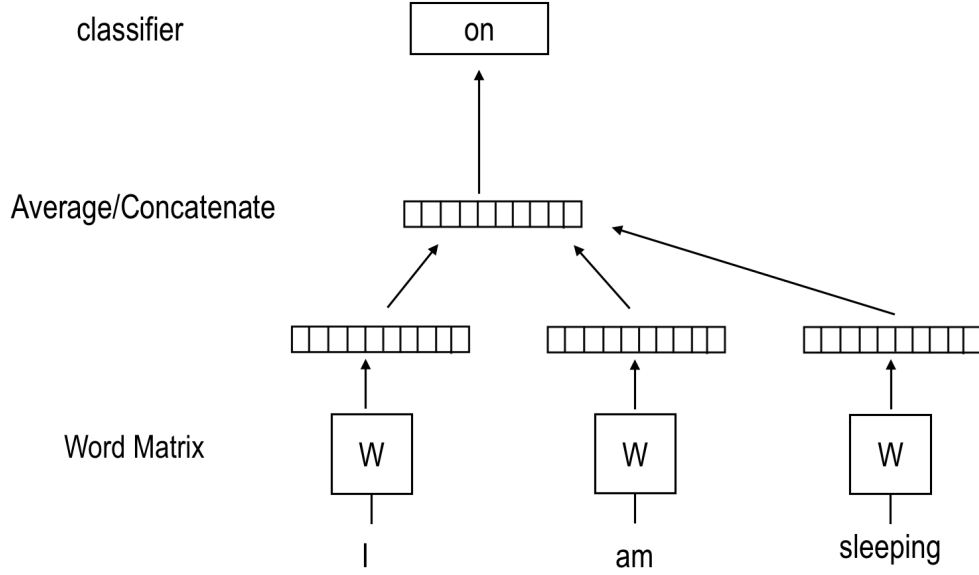 classifier
on
Average/Concatenate
Word Matrix
W
W
W
I
am
sleeping